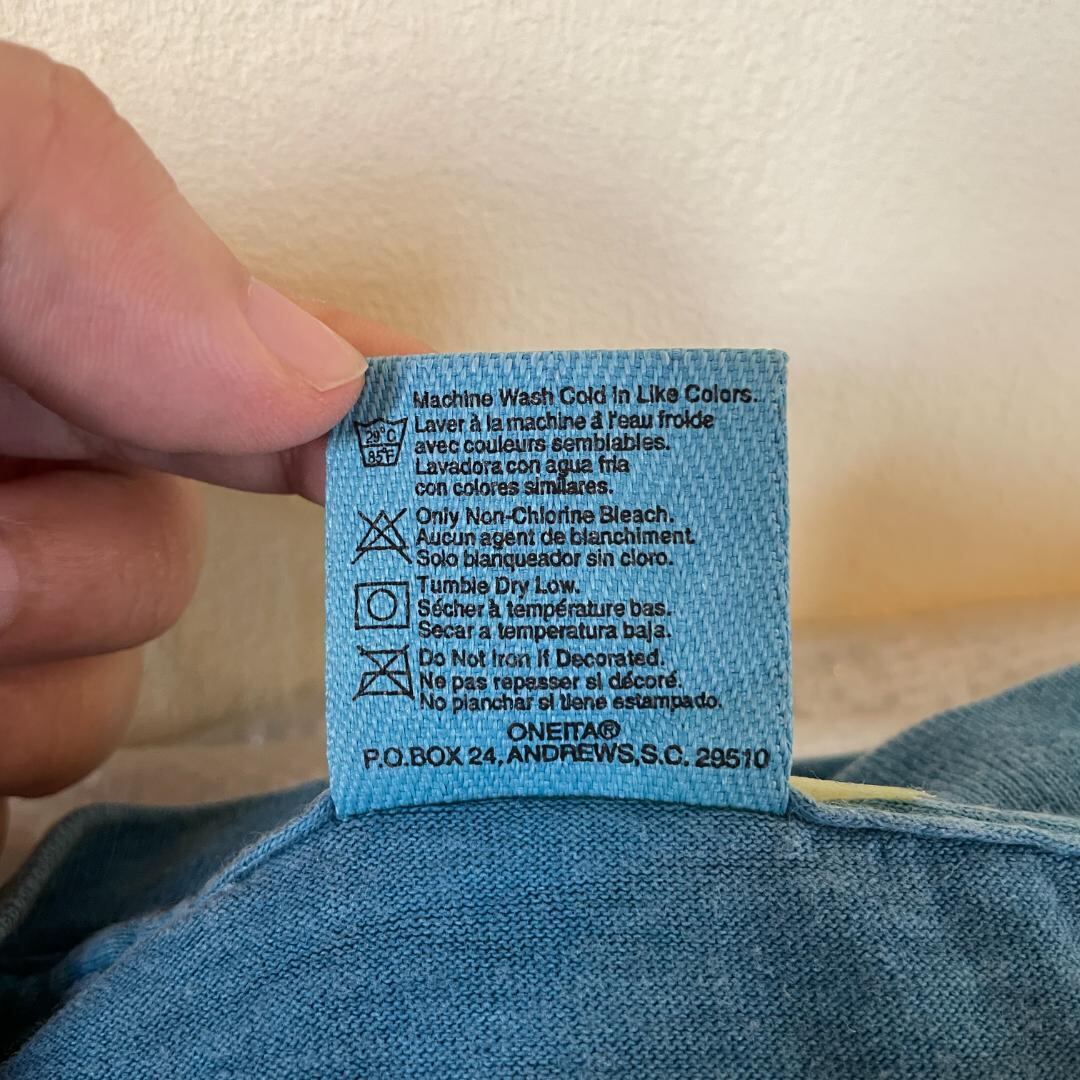 Machine Wash Cold in Like Colors.
29°C
85°F
Laver à la machine à l'eau froide
avec couleurs semblables.
Lavadora con agua fria
con colores similares.
Only Non-Chlorine Bleach.
Aucun agent de blanchiment.
Solo blanqueador sin cloro.
Tumble Dry Low.
Sécher à température bas.
Secar a temperatura baja.
Do Not Iron If Decorated.
Ne pas repasser si décoré.
No planchar si tiene estampado.
ONEITA®
P.O.BOX 24, ANDREWS,S.C. 29510